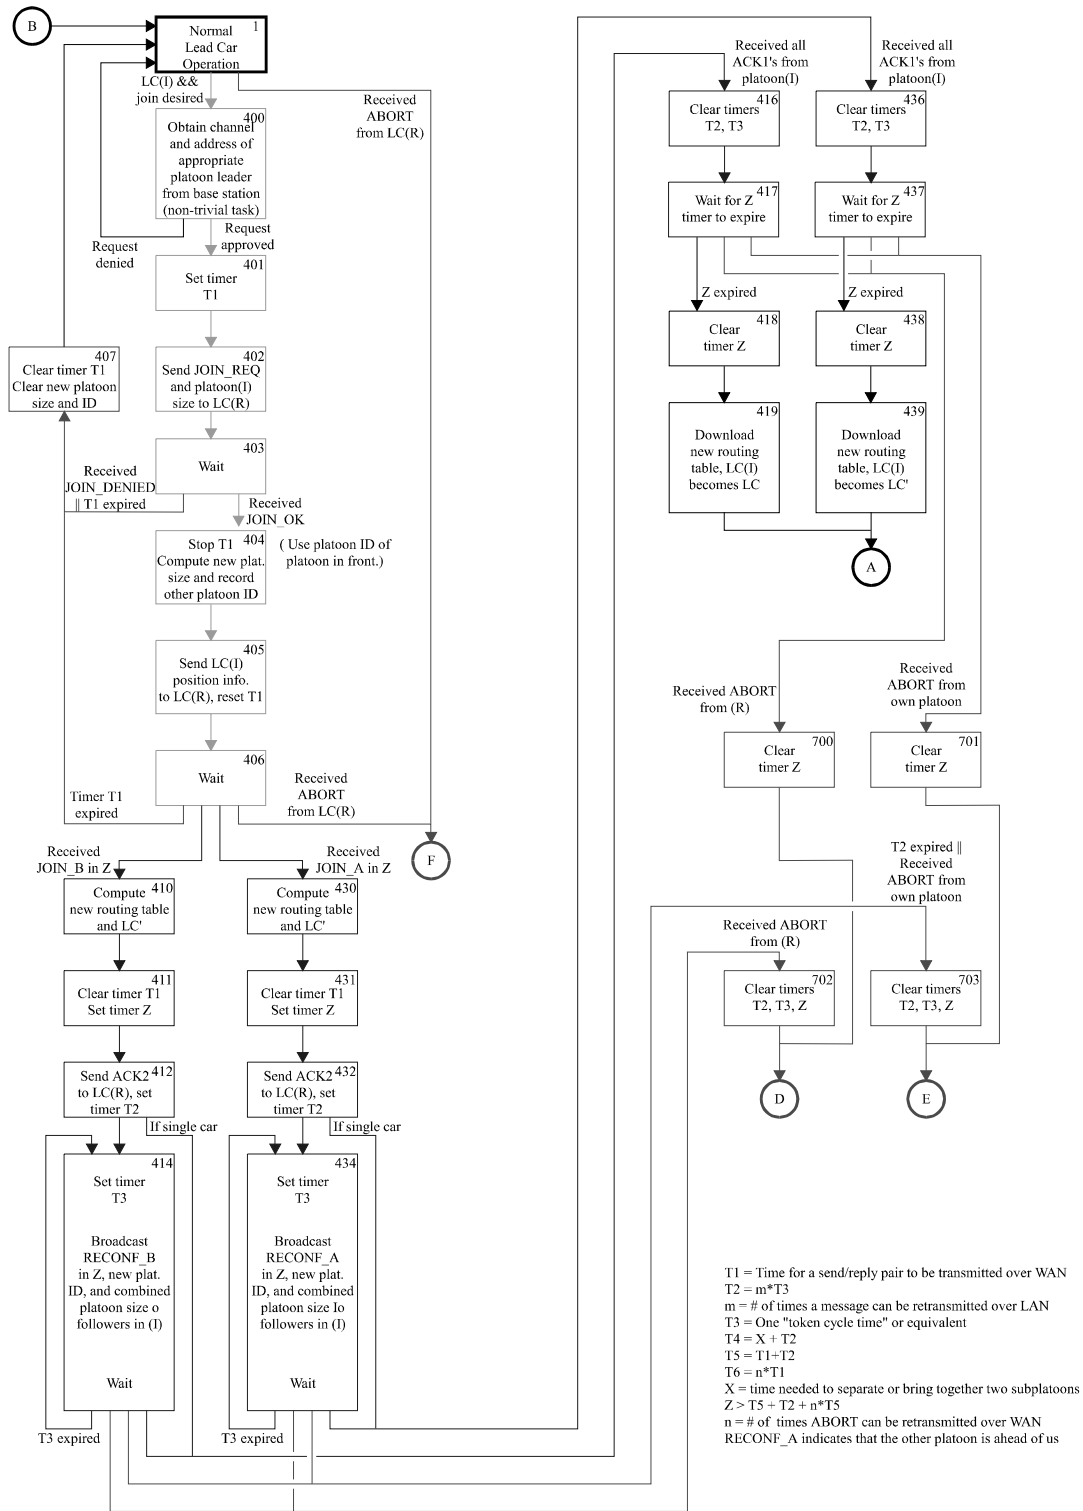 B
1
Normal
Lead Car
Operation
LC(I) &&
join desired
Received
ABORT
from LC(R)
400
Obtain channel
and address of
appropriate
platoon leader
from base station
(non-trivial task)
Request
denied
Request
approved
401
Set timer
T1
407
Clear timer T1
Clear new platoon
size and ID
402
Send JOIN_REQ
and platoon(I)
size to LC(R)
403
Wait
Received
JOIN_DENIED
|| T1 expired
Received
JOIN_OK
404
Stop T1
Compute new plat.
size and record
other platoon ID
( Use platoon ID of
platoon in front.)
405
Send LC(I)
position info.
to LC(R), reset T1
406
Wait
Timer T1
expired
Received
ABORT
from LC(R)
F
Received
JOIN_B in Z
Received
JOIN_A in Z
410
Compute
new routing table
and LC'
430
Compute
new routing table
and LC'
411
Clear timer T1
Set timer Z
431
Clear timer T1
Set timer Z
412
Send ACK2
to LC(R), set
timer T2
432
Send ACK2
to LC(R), set
timer T2
If single car
If single car
414
Set timer
T3
Broadcast
RECONF_B
in Z, new plat.
ID, and combined
platoon size o
followers in (I)
Wait
434
Set timer
T3
Broadcast
RECONF_A
in Z, new plat.
ID, and combined
platoon size Io
followers in (I)
Wait
T3 expired
T3 expired
Received all
ACK1's from
platoon(I)
Received all
ACK1's from
platoon(I)
416
Clear timers
T2, T3
436
Clear timers
T2, T3
417
Wait for Z
timer to expire
437
Wait for Z
timer to expire
Z expired
Z expired
418
Clear
timer Z
438
Clear
timer Z
419
Download
new routing
table, LC(I)
becomes LC
439
Download
new routing
table, LC(I)
becomes LC'
A
Received ABORT
from (R)
Received
ABORT from
own platoon
700
Clear
timer Z
701
Clear
timer Z
T2 expired ||
Received
ABORT from
own platoon
Received ABORT
from (R)
702
Clear timers
T2, T3, Z
703
Clear timers
T2, T3, Z
D
E
T1 = Time for a send/reply pair to be transmitted over WAN
T2 = m*T3
m = # of times a message can be retransmitted over LAN
T3 = One "token cycle time" or equivalent
T4 = X + T2
T5 = T1+T2
T6 = n*T1
X = time needed to separate or bring together two subplatoons
Z > T5 + T2 + n*T5
n = # of times ABORT can be retransmitted over WAN
RECONF_A indicates that the other platoon is ahead of us